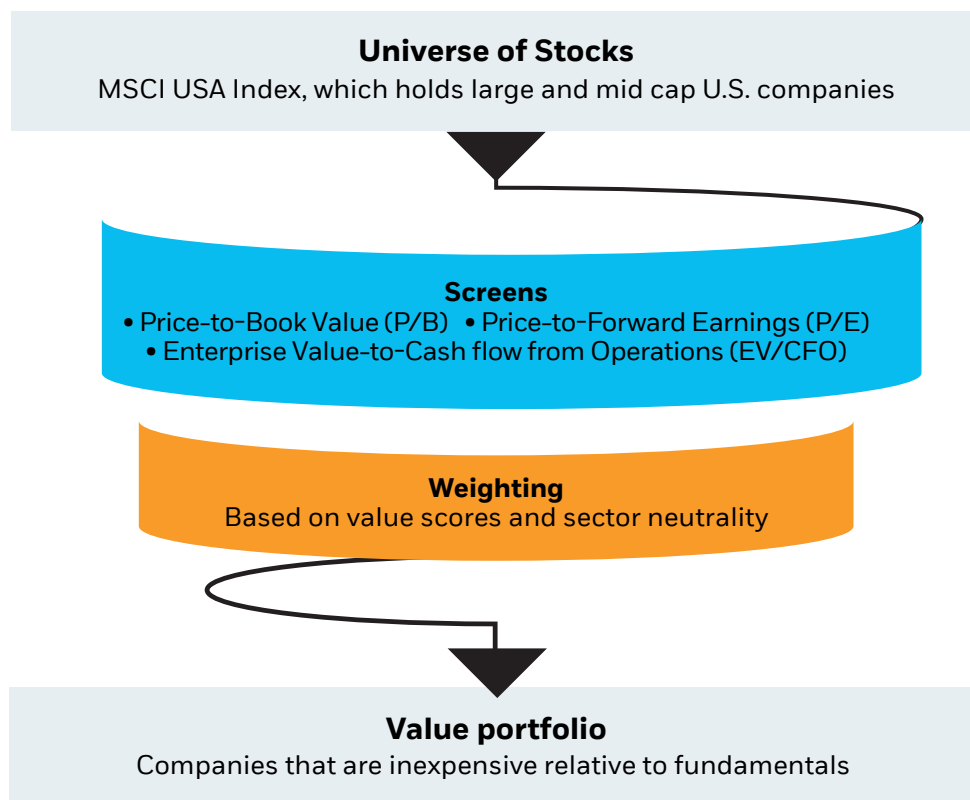 Universe of Stocks
MSCI USA Index, which holds large and mid cap U.S. companies
Screens
• Price-to-Book Value (P/B) • Price-to-Forward Earnings (P/E)
• Enterprise Value-to-Cash flow from Operations (EV/CFO)
Weighting
Based on value scores and sector neutrality
Value portfolio
Companies that are inexpensive relative to fundamentals